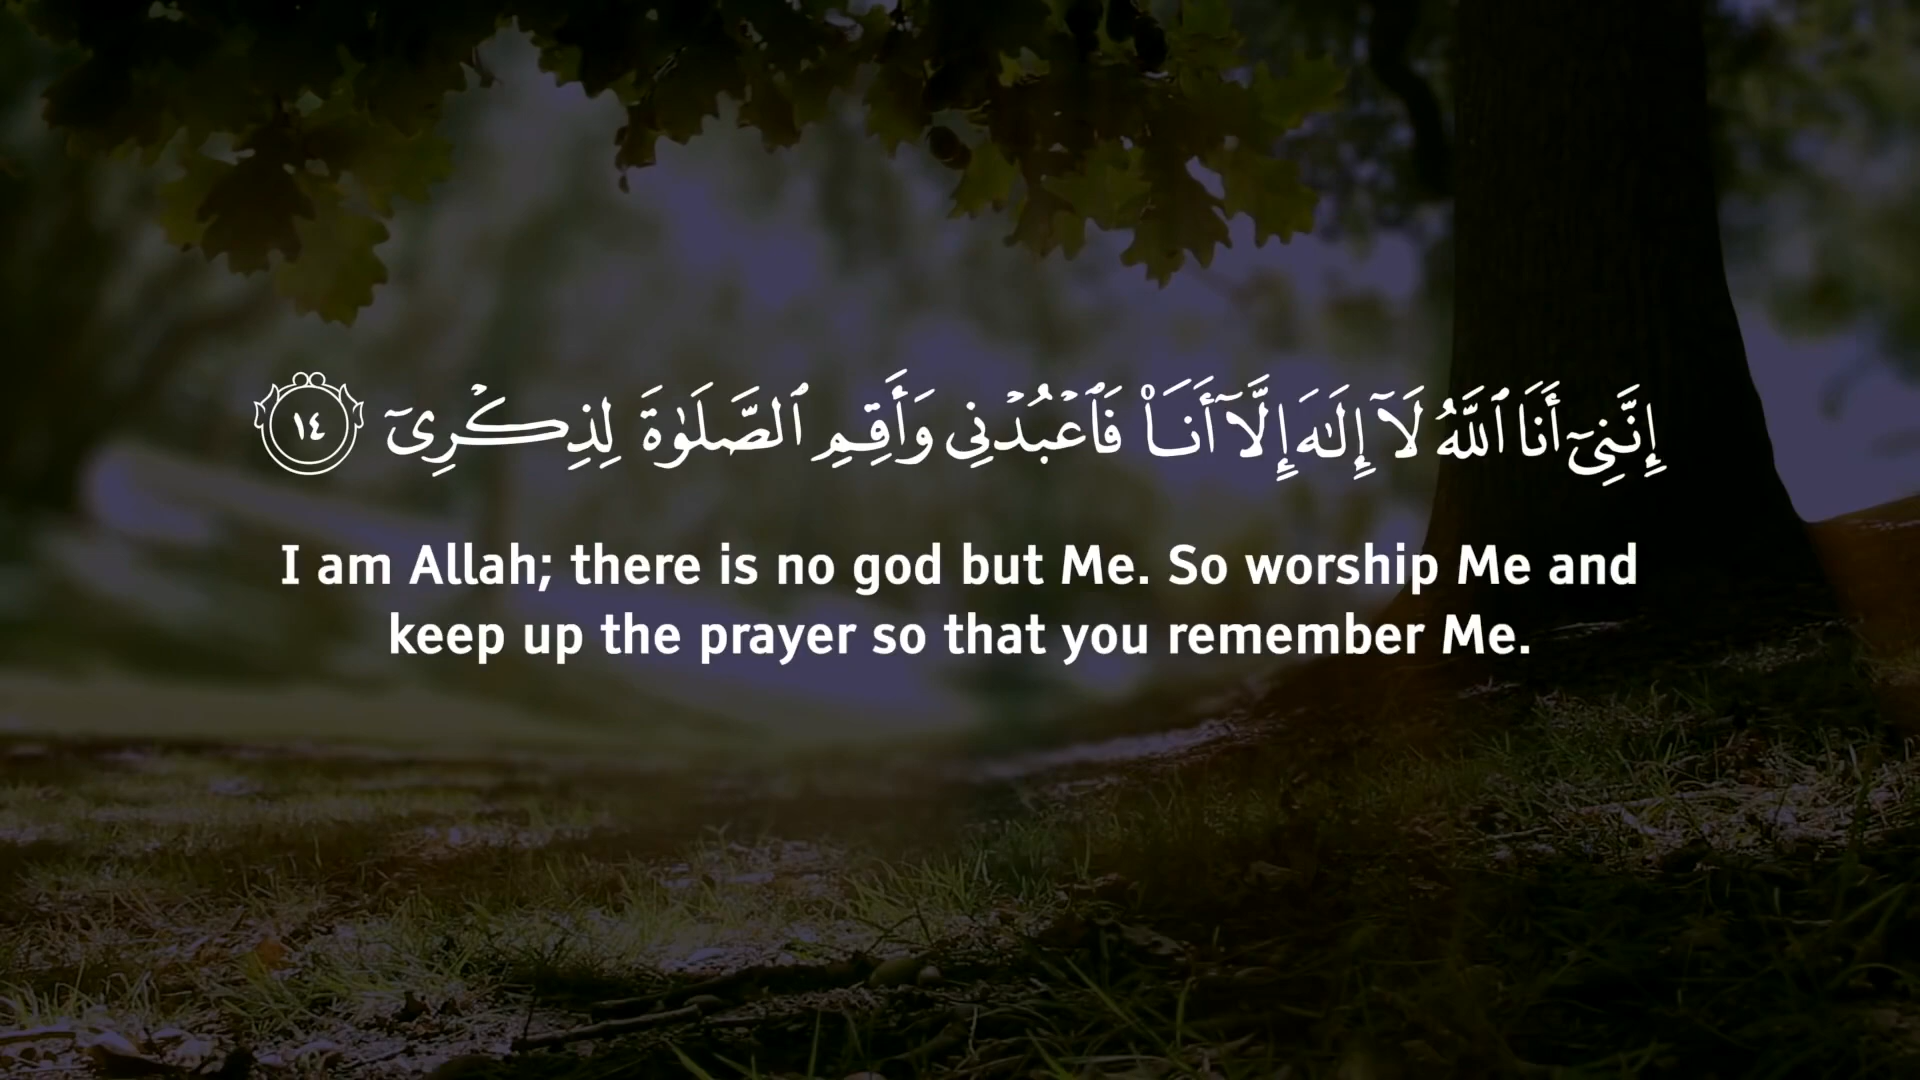 إِنَّنِىٓ أَنَا ٱللَّهُ لَآ إِلَـٰهَ إِلَّآ أَنَا۠ فَٱعۡبُدۡنِى وَأَقِمِ ٱلصَّلَوٰةَ لِذِكۡرِىٓ ١٤
I am Allah; there is no god but Me. So worship Me and
keep up the prayer so that you remember Me.